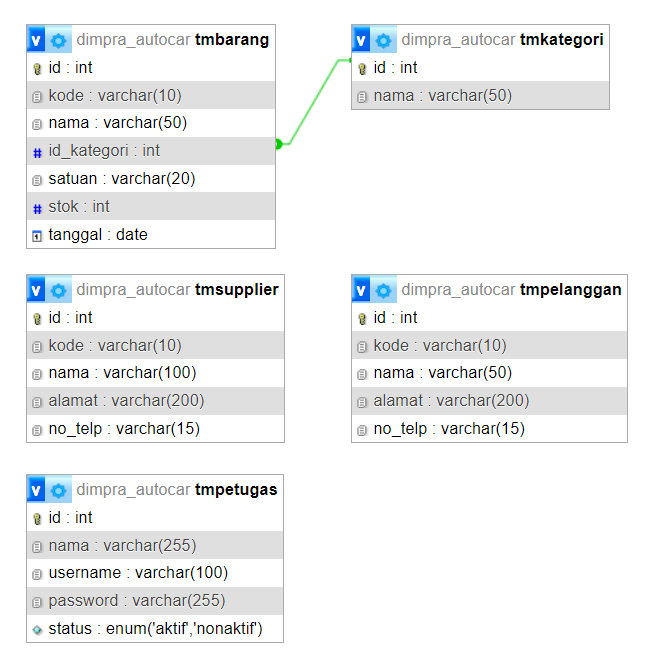 v dimpra_autocar tmbarang
id : int
kode : varchar(10)
nama : varchar(50)
# id_kategori : int
satuan : varchar(20)
# stok : int
tanggal : date
v dimpra_autocar tmkategori
id : int
nama : varchar(50)
v dimpra_autocar tmsupplier
id : int
kode : varchar(10)
nama : varchar(100)
alamat : varchar(200)
no_telp : varchar(15)
v dimpra_autocar tmpelanggan
id : int
kode : varchar(10)
nama : varchar(50)
alamat : varchar(200)
no_telp : varchar(15)
v dimpra_autocar tmpetugas
id : int
nama : varchar(255)
username : varchar(100)
password : varchar(255)
status : enum('aktif','nonaktif')